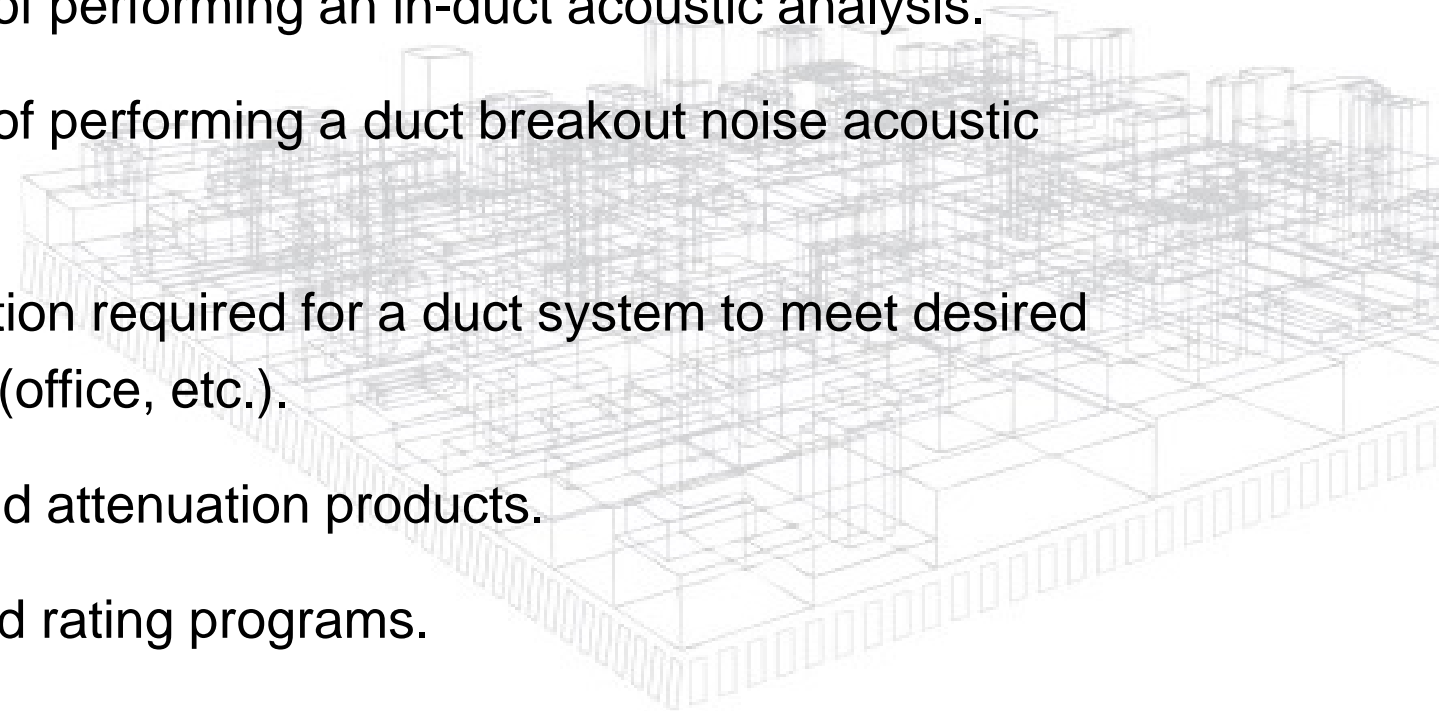 of performing an in-duct acoustic analysis.
of performing a duct breakout noise acoustic
tion required for a duct system to meet desired
(office, etc.).
d attenuation products.
d rating programs.